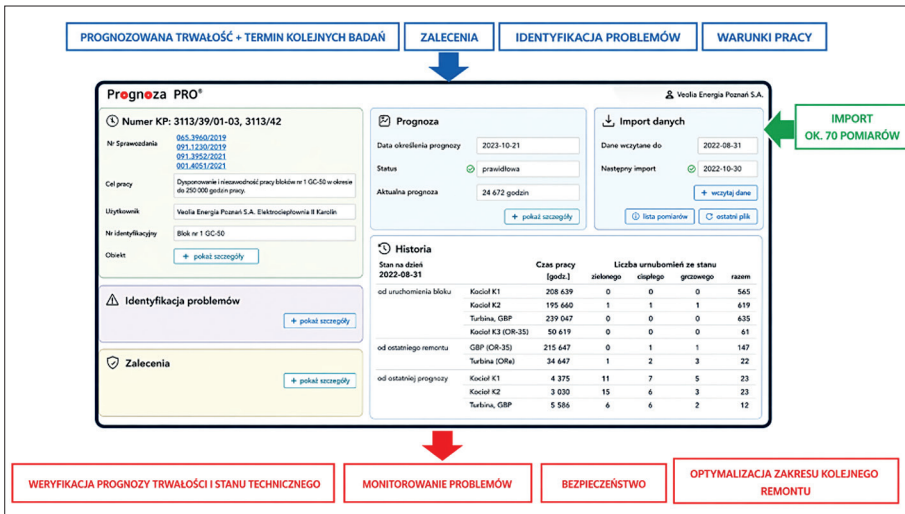 PROGNOZOWANA TRWAŁOŚĆ + TERMIN KOLEJNYCH BADAŃ
ZALECENIA
IDENTYFIKACJA PROBLEMÓW
WARUNKI PRACY
Prognoza PRO®
Veolia Energia Poznań S.A.
Numer KP: 3113/39/01-03, 3113/42
Nr Sprawozdania
065.3960/2019
091.1230/2019
091.3952/2021
001.4051/2021
Cel pracy
Dysponowanie i niezawodność pracy bloków nr 1 GC-50 w okresie
do 250 000 godzin pracy.
Użytkownik
Veolia Energia Poznań S.A. Elektrociepłownia II Karolin
Nr identyfikacyjny
Blok nr 1 GC-50
Obiekt
+ pokaż szczegóły
Identyfikacja problemów
+ pokaż szczegóły
Zalecenia
+ pokaż szczegóły
Prognoza
Data określenia prognozy 2023-10-21
Status prawidłowa
Aktualna prognoza 24 672 godzin
+ pokaż szczegóły
Import danych
Dane wczytane do 2022-08-31
Następny import 2022-10-30
+ wczytaj dane
lista pomiarów
ostatni plik
IMPORT
OK. 70 POMIARÓW
Historia
Stan na dzień Czas pracy Liczba urnubomień ze stanu
2022-08-31 [godz.] zielonego cispłego grczowego razem
od uruchomienia bloku Kocioł K1 208 639 0 0 0 565
Kocioł K2 195 660 1 1 1 619
Turbina, GBP 239 047 0 0 0 635
Kocioł K3 (OR-35) 50 619 0 0 0 61
od ostatniego remontu GBP (OR-35) 215 647 0 1 1 147
Turbina (ORe) 34 647 1 2 3 22
od ostatniej prognozy Kocioł K1 4 375 11 7 5 23
Kocioł K2 3 030 15 6 3 23
Turbina, GBP 5 586 6 6 2 12
WERYFIKACJA PROGNOZY TRWAŁOŚCI I STANU TECHNICZNEGO
MONITOROWANIE PROBLEMÓW
BEZPIECZEŃSTWO
OPTYMALIZACJA ZAKRESU KOLEJNEGO
REMONTU